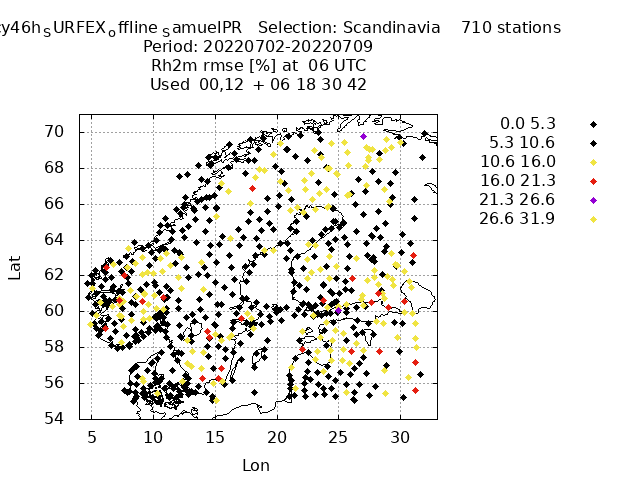 cy46h_SURFEX_offline_SamuelPR   Selection: Scandinavia    710 stations
Period: 20220702-20220709
Rh2m rmse [%] at  06 UTC
Used  00,12  + 06 18 30 42
70
68
66
64
62
60
58
56
54
5 10 15 20 25 30
Lat
Lon
0.0 5.3
5.3 10.6
10.6 16.0
16.0 21.3
21.3 26.6
26.6 31.9